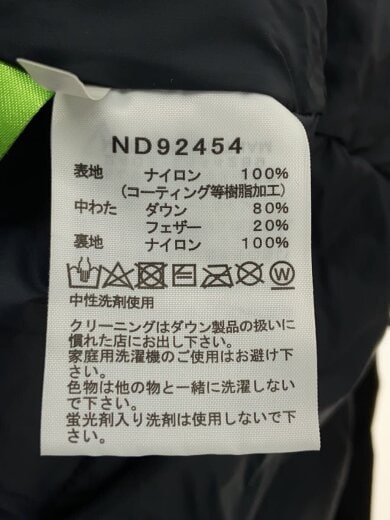 ND92454
表地 ナイロン 100%
(コーティング等樹脂加工)
中わた ダウン 80%
フェザー 20%
裏地 ナイロン 100%
W
中性洗剤使用
クリーニングはダウン製品の扱いに
慣れた店にお出し下さい。
家庭用洗濯機のご使用はお避け下
さい。
色物は他の物と一緒に洗濯しない
で下さい。
蛍光剤入り洗剤は使用しないで下
さい。